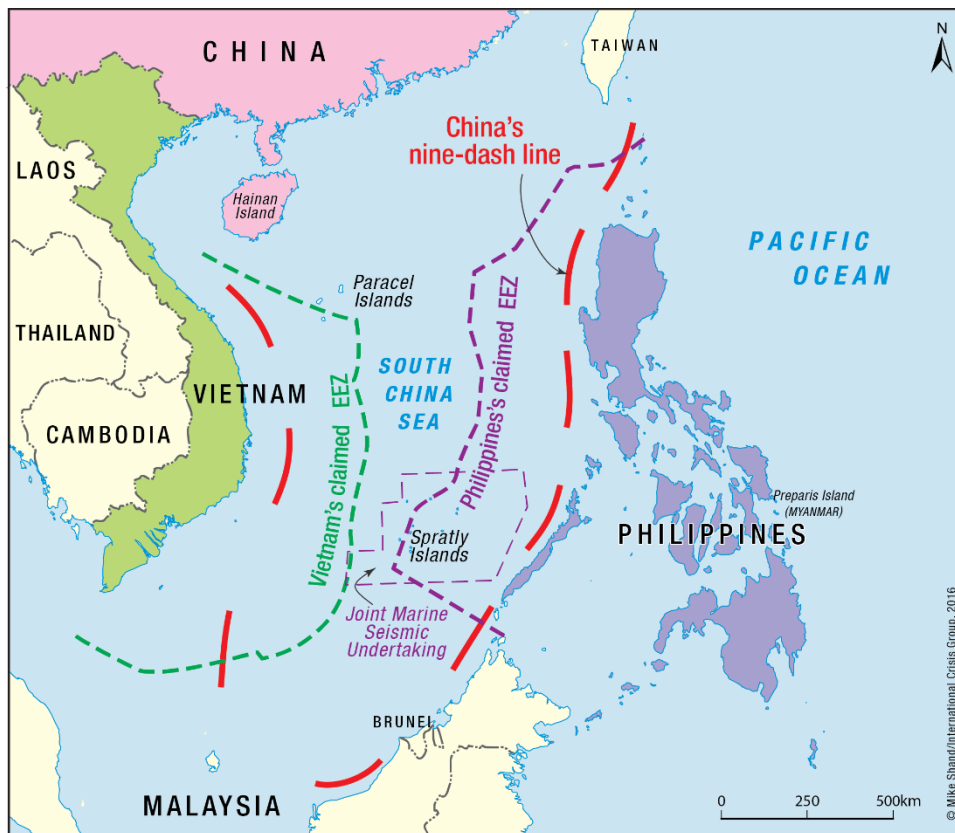 CHINA
TAIWAN
N
China's
nine-dash line
LAOS
Hainan
Island
PACIFIC
OCEAN
Paracel
Islands
THAILAND
SOUTH
CHINA
SEA
VIETNAM
CAMBODIA
Vietnam's claimed EEZ
Philippines's claimed EEZ
Preparis Island
(MYANMAR)
PHILIPPINES
Spratly
Islands
Joint Marine
Seismic
Undertaking
BRUNEI
MALAYSIA
0 250 500km
© Mike Shand/International Crisis Group, 2016